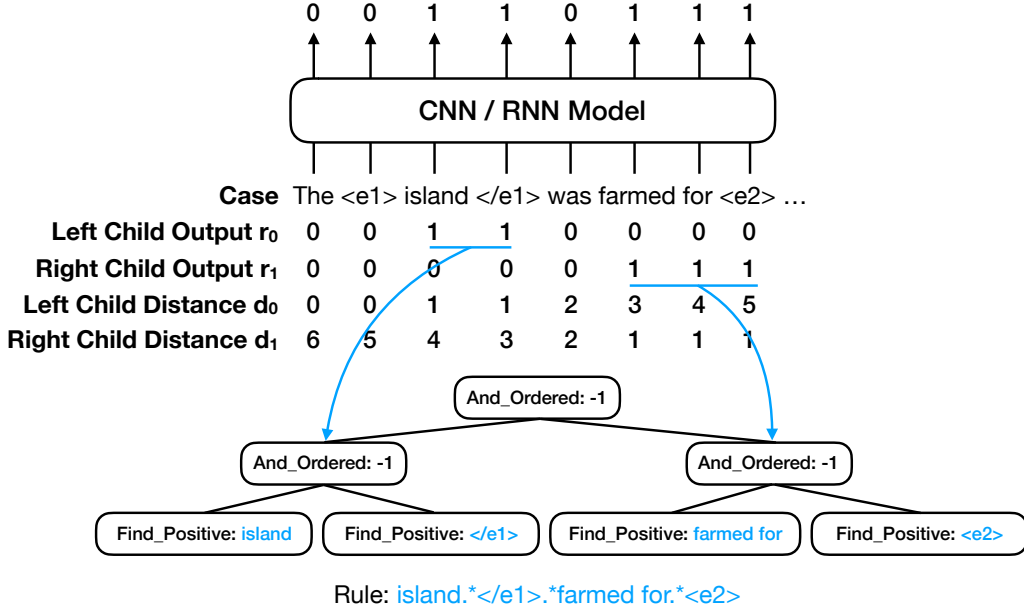 0 0 1 1 0 1 1 1
CNN / RNN Model
Case The <e1> island </e1> was farmed for <e2> ...
Left Child Output r₀ 0 0 1 1 0 0 0 0
Right Child Output r₁ 0 0 0 0 0 1 1 1
Left Child Distance d₀ 0 0 1 1 2 3 4 5
Right Child Distance d₁ 6 5 4 3 2 1 1 1
And_Ordered: -1
And_Ordered: -1 And_Ordered: -1
Find_Positive: island Find_Positive: </e1> Find_Positive: farmed for Find_Positive: <e2>
Rule: island.*</e1>.*farmed for.*<e2>